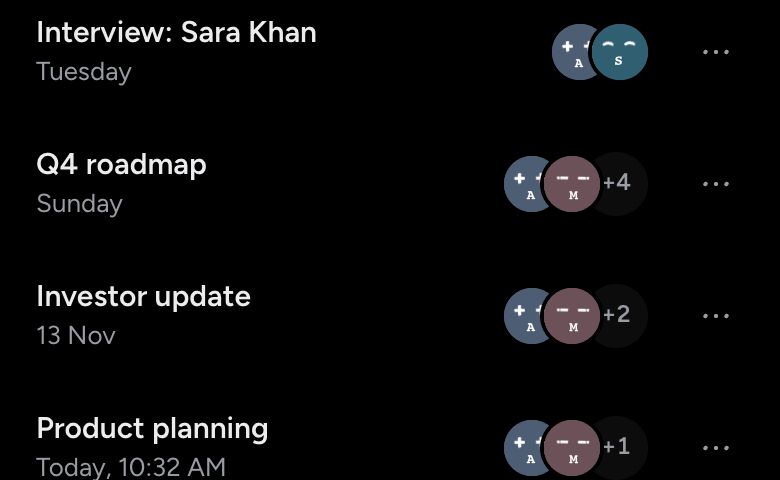 Interview: Sara Khan
Tuesday
A S
Q4 roadmap
Sunday
A M +4
Investor update
13 Nov
A M +2
Product planning
Today, 10:32 AM
A M +1